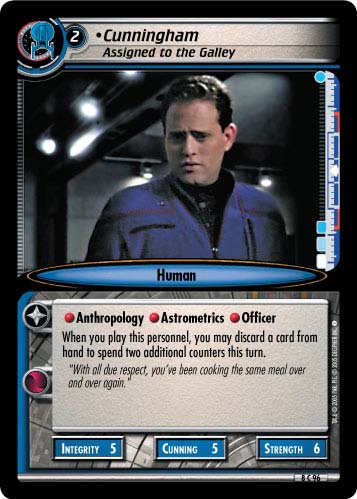 2
•Cunningham
Assigned to the Galley
Human
Anthropology Astrometrics Officer
When you play this personnel, you may discard a card from
hand to spend two additional counters this turn.
"With all due respect, you've been cooking the same meal over
and over again."
INTEGRITY 5 CUNNING 5 STRENGTH 6
8 C 96